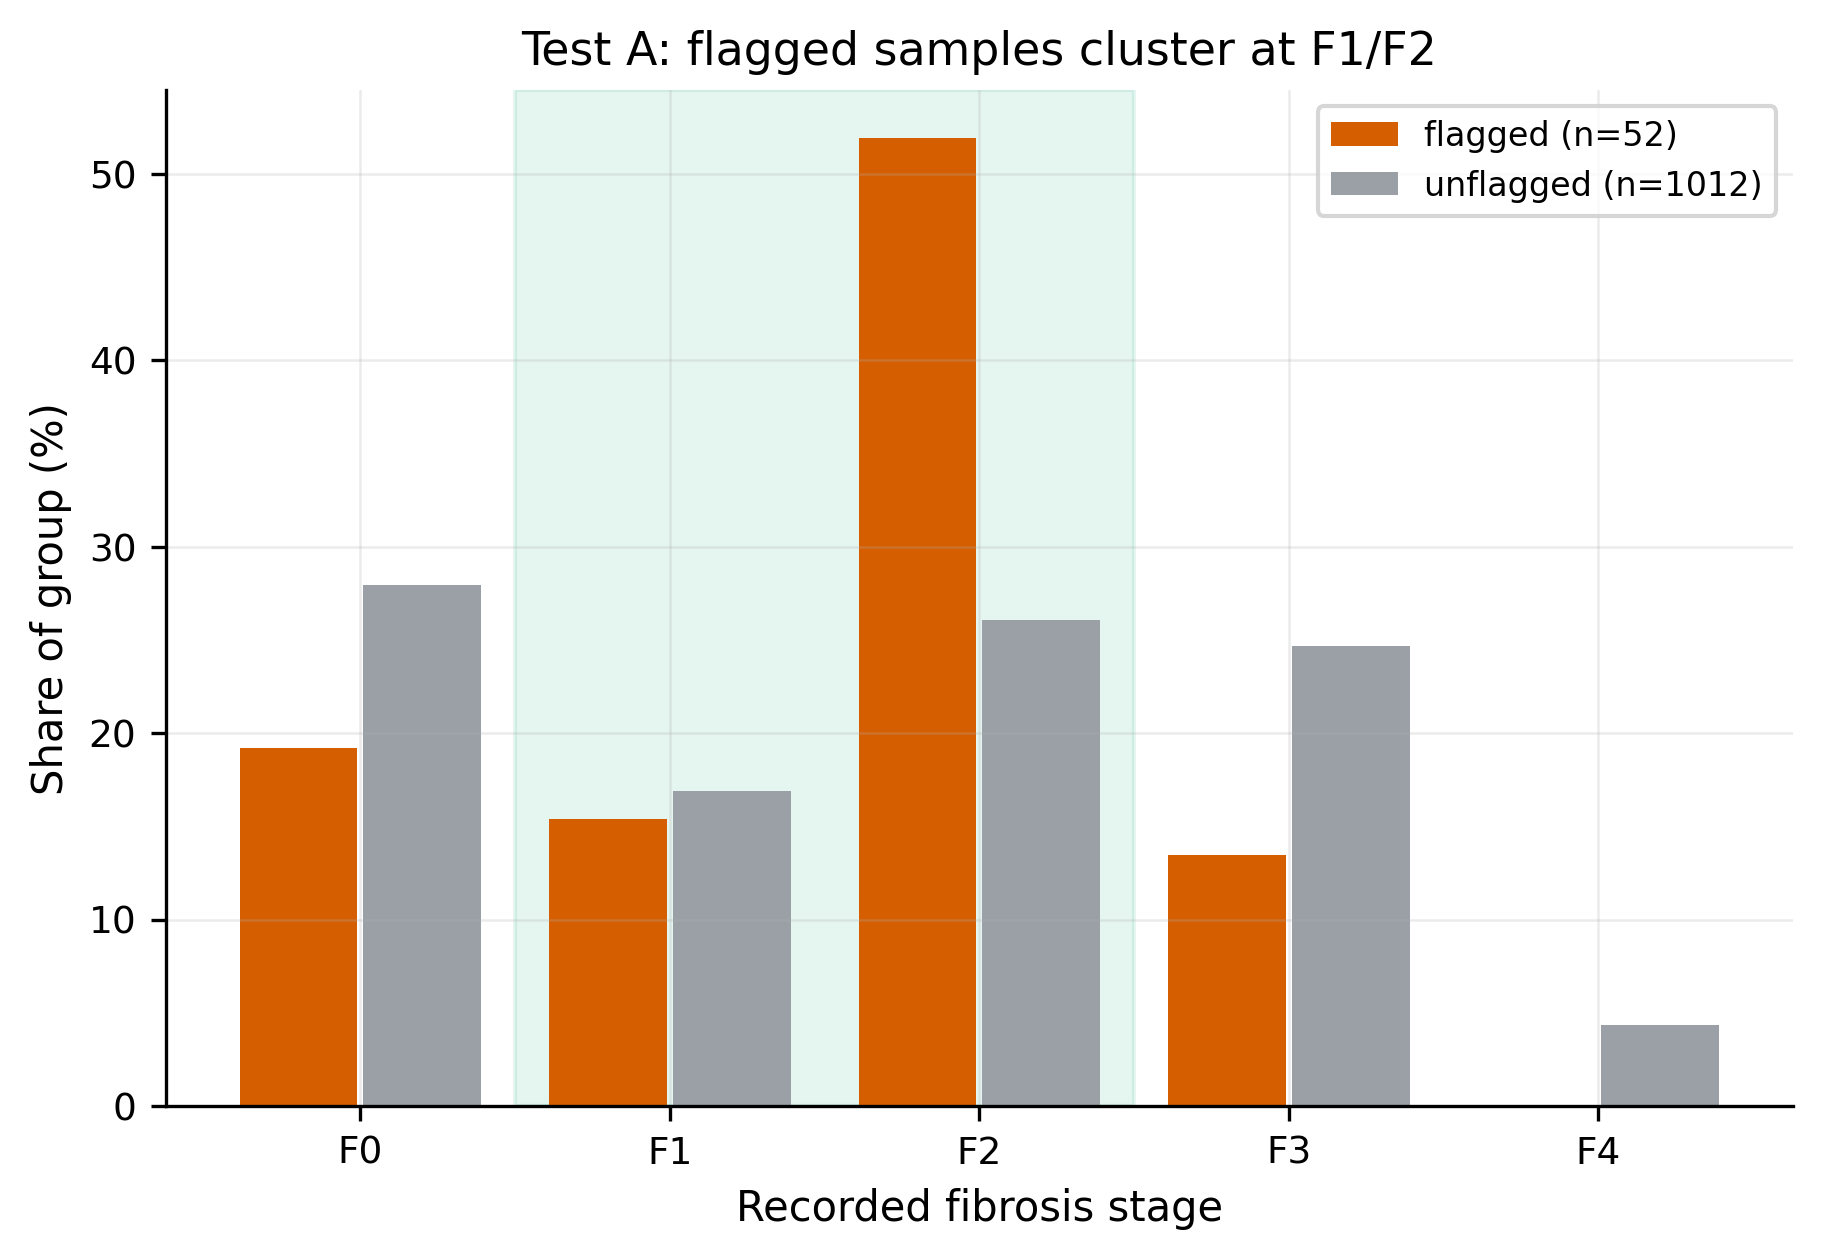 Test A: flagged samples cluster at F1/F2
flagged (n=52)
unflagged (n=1012)
Share of group (%)
50
40
30
20
10
0
F0 F1 F2 F3 F4
Recorded fibrosis stage